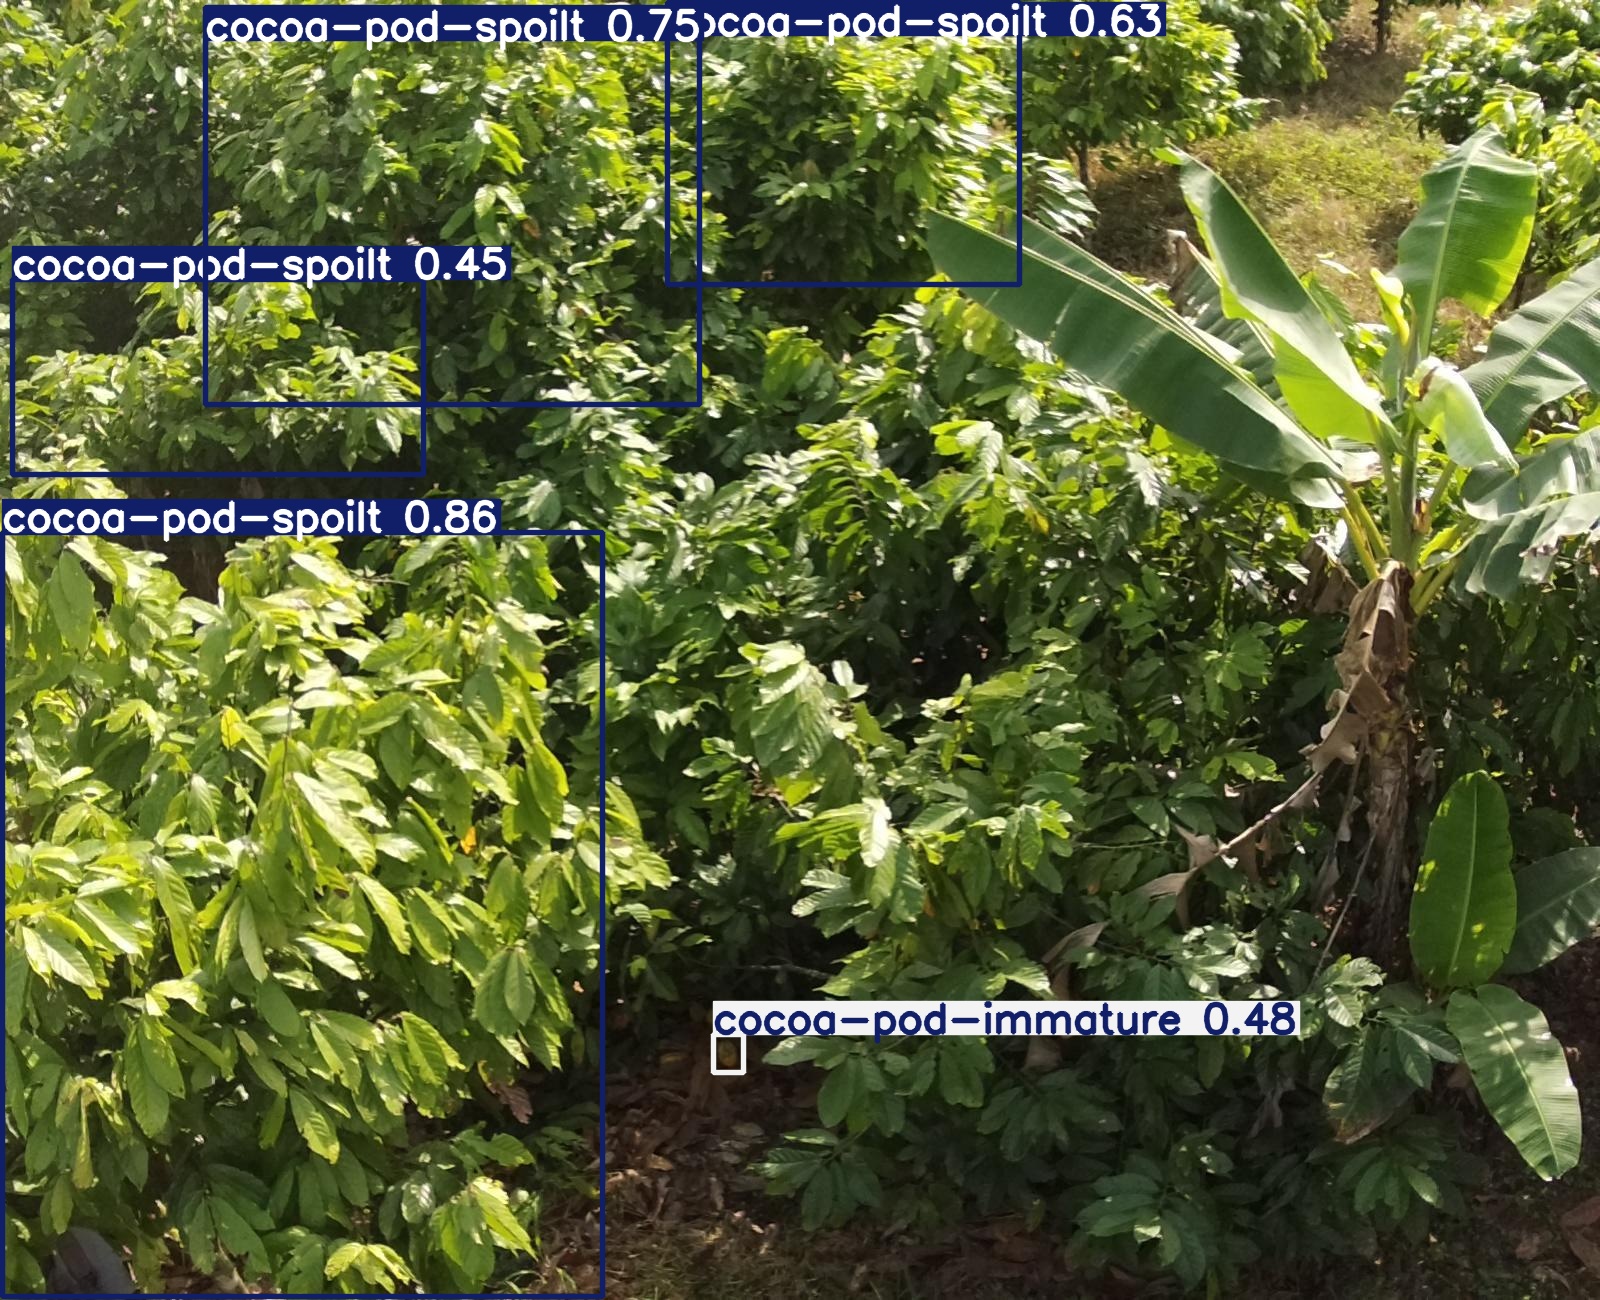 cocoa-pod-spoilt 0.75
ocoa-pod-spoilt 0.63
cocoa-pod-spoilt 0.45
cocoa-pod-spoilt 0.86
cocoa-pod-immature 0.48